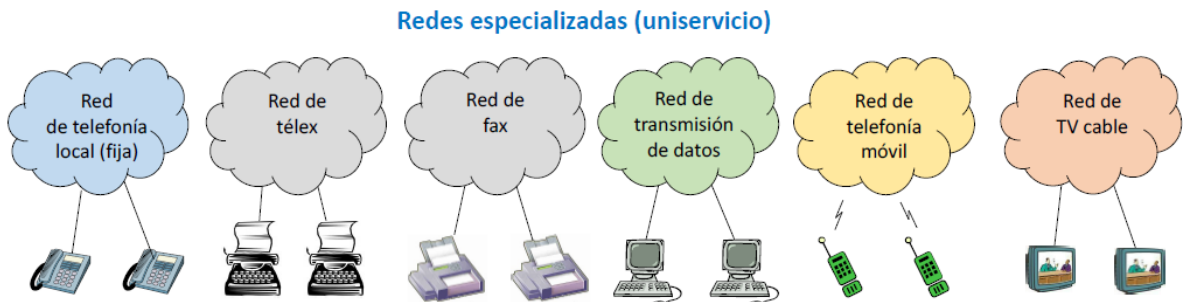 Redes especializadas (uniservicio)
Red
de telefonía
local (fija)
Red de
télex
Red de
fax
Red de
transmisión
de datos
Red de
telefonía
móvil
Red de
TV cable